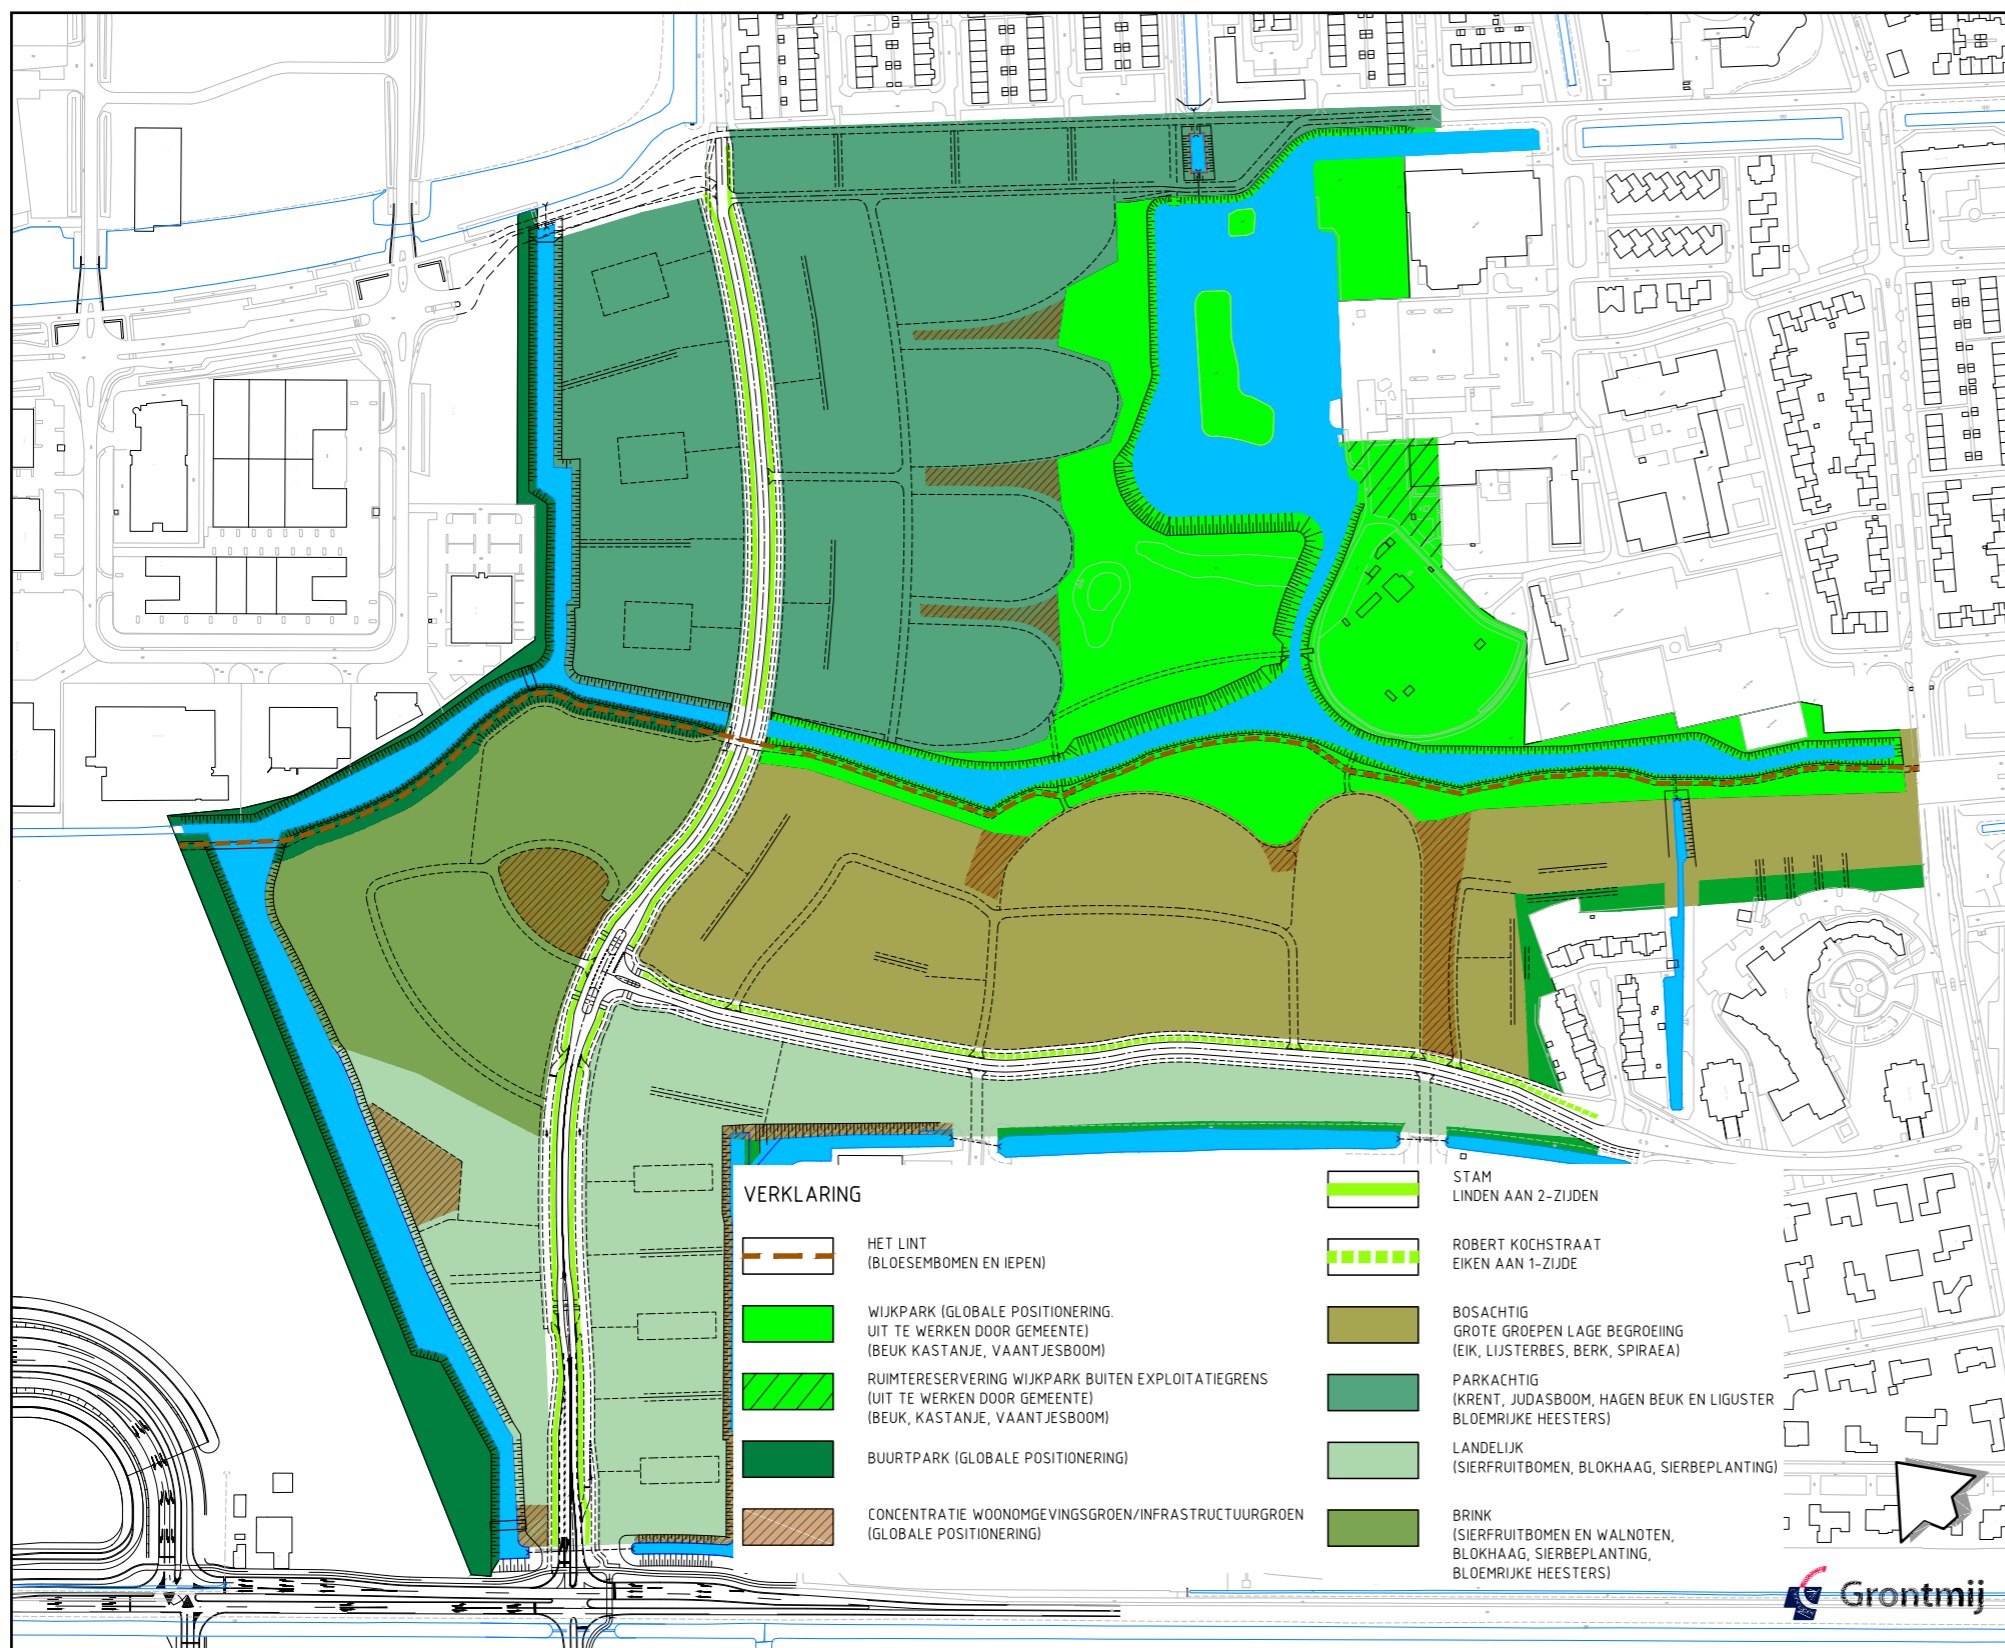 VERKLARING
HET LINT
(BLOESEMBOMEN EN IEPEN)
WIJKPARK (GLOBALE POSITIONERING.
UIT TE WERKEN DOOR GEMEENTE)
(BEUK KASTANJE, VAANTJESBOOM)
RUIMTERESERVERING WIJKPARK BUITEN EXPLOITATIEGRENS
(UIT TE WERKEN DOOR GEMEENTE)
(BEUK, KASTANJE, VAANTJESBOOM)
BUURTPARK (GLOBALE POSITIONERING)
CONCENTRATIE WOONOMGEVINGSGROEN/INFRASTRUCTUURGROEN
(GLOBALE POSITIONERING)
STAM
LINDEN AAN 2-ZIJDEN
ROBERT KOCHSTRAAT
EIKEN AAN 1-ZIJDE
BOSACHTIG
GROTE GROEPEN LAGE BEGROEIING
(EIK, LIJSTERBES, BERK, SPIRAEA)
PARKACHTIG
(KRENT, JUDASBOOM, HAGEN BEUK EN LIGUSTER
BLOEMRIJKE HEESTERS)
LANDELIJK
(SIERFRUITBOMEN, BLOKHAAG, SIERBEPLANTING)
BRINK
(SIERFRUITBOMEN EN WALNOTEN,
BLOKHAAG, SIERBEPLANTING,
BLOEMRIJKE HEESTERS)
Grontmij